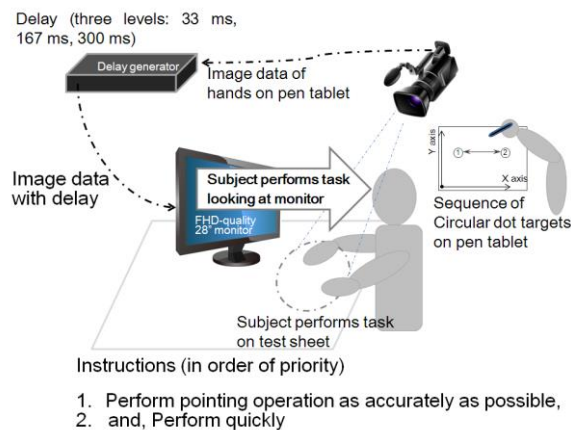 Delay (three levels: 33 ms,
167 ms, 300 ms)
Delay generator
Image data of
hands on pen tablet
Image data
with delay
Subject performs task
looking at monitor
FHD-quality
28" monitor
Y axis
1
2
X axis
Sequence of
Circular dot targets
on pen tablet
Subject performs task
on test sheet
Instructions (in order of priority)
1. Perform pointing operation as accurately as possible,
2. and, Perform quickly